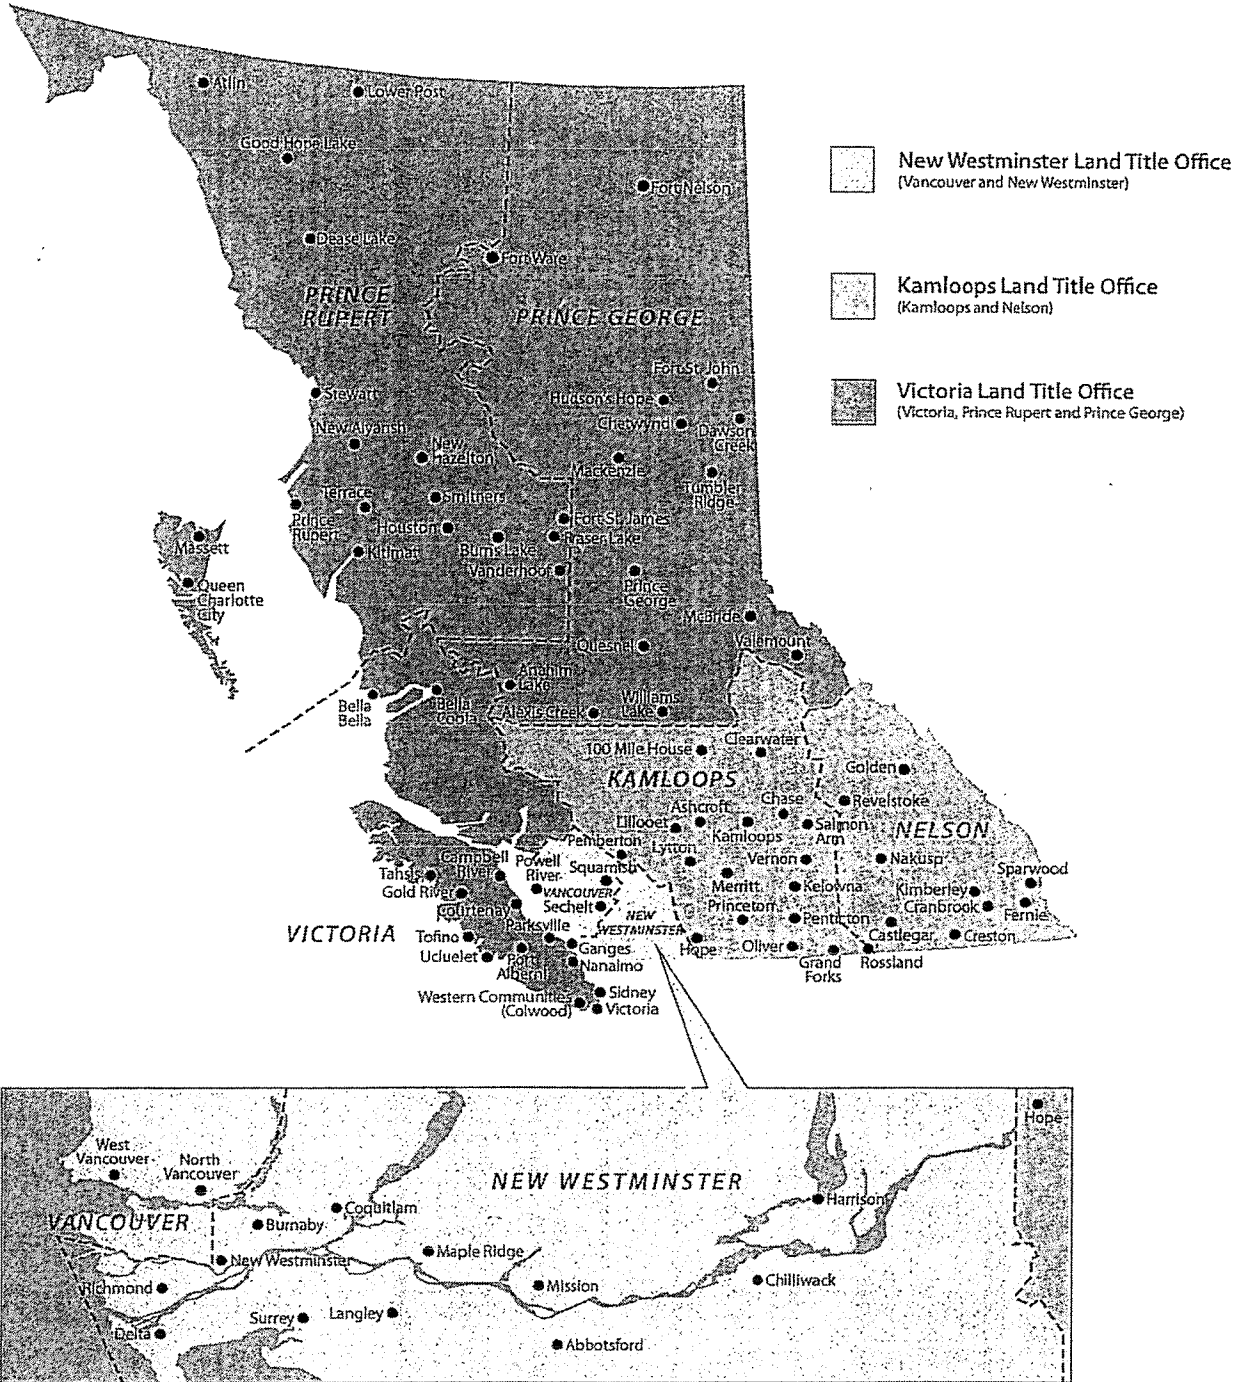 Atlin
Lower Post
Good Hope Lake
Fort Nelson
Dease Lake
Fort Ware
PRINCE
RUPERT
PRINCE GEORGE
New Westminster Land Title Office
(Vancouver and New Westminster)
Kamloops Land Title Office
(Kamloops and Nelson)
Victoria Land Title Office
(Victoria, Prince Rupert and Prince George)
Fort St. John
Stewart
Hudson's Hope
Chetwynd
Dawson
Creek
New Aiyansh
New
Hazelton
Mackenzie
Tumbler
Ridge
Terrace
Smithers
Prince
Rupert
Houston
Fort St. James
Fraser Lake
Burns Lake
Kitimat
Vanderhoof
Prince
George
Massett
Queen
Charlotte
City
McBride
Valemount
Quesnel
Anahim
Lake
Bella
Bella
Bella
Coola
Alexis Creek
Williams
Lake
100 Mile House
Clearwater
KAMLOOPS
Golden
Ashcroft
Chase
Revelstoke
Lillooet
Kamloops
Salmon
Arm
NELSON
Pemberton
Lytton
Campbell
River
Powell
River
Squamish
Vernon
Nakusp
Sparwood
Tahsis
Gold River
VANCOUVER
Merritt
Kelowna
Kimberley
Courtenay
Sechelt
NEW
WESTMINSTER
Princeton
Cranbrook
Fernie
Parksville
Penticton
Castlegar
Creston
VICTORIA
Tofino
Ucluelet
Port
Alberni
Ganges
Nanaimo
Hope
Oliver
Grand
Forks
Rossland
Western Communities
(Colwood)
Sidney
Victoria
Hope
West
Vancouver
North
Vancouver
NEW WESTMINSTER
Harrison
Coquitlam
VANCOUVER
Burnaby
New Westminster
Maple Ridge
Richmond
Mission
Chilliwack
Surrey
Langley
Delta
Abbotsford